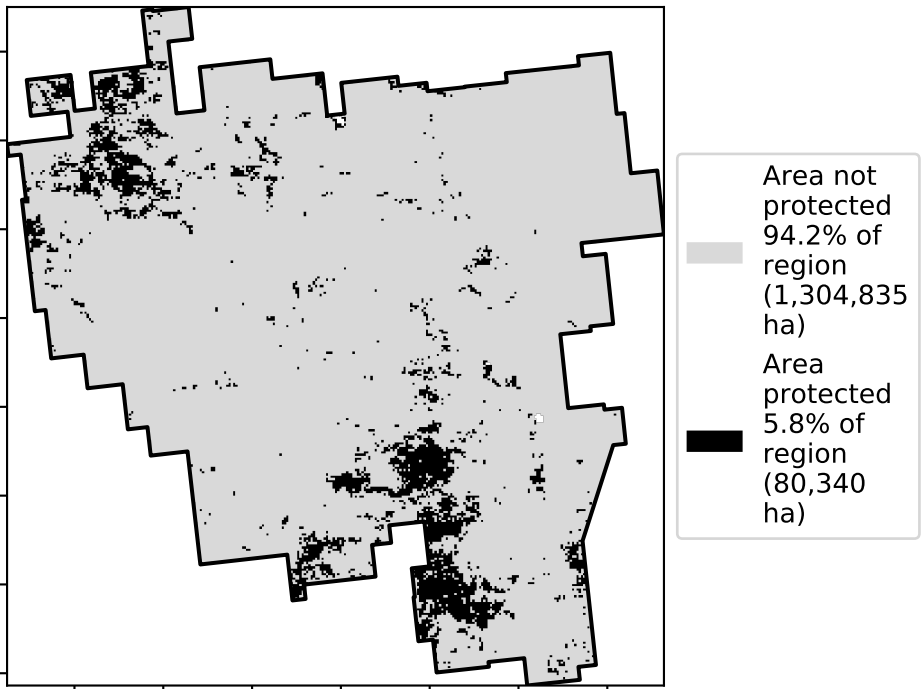 Area not
protected
94.2% of
region
(1,304,835
ha)
Area
protected
5.8% of
region
(80,340
ha)